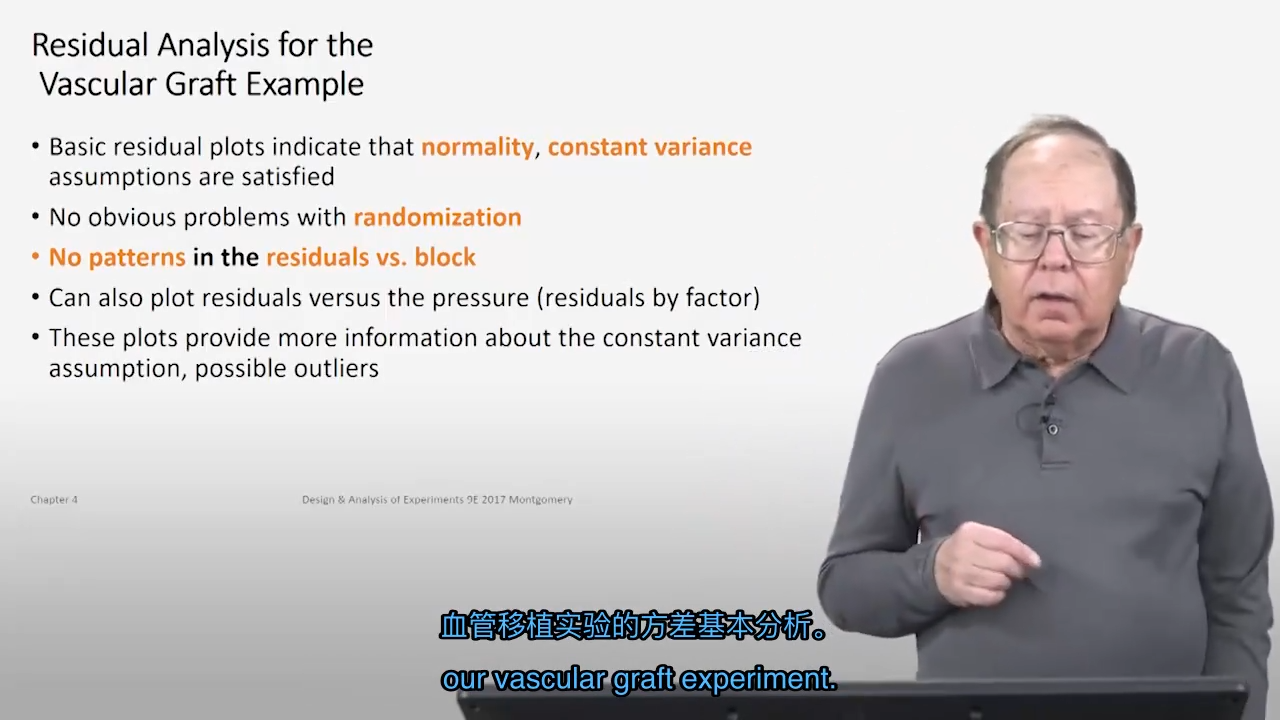 Residual Analysis for the
Vascular Graft Example
• Basic residual plots indicate that normality, constant variance
assumptions are satisfied
• No obvious problems with randomization
• No patterns in the residuals vs. block
• Can also plot residuals versus the pressure (residuals by factor)
• These plots provide more information about the constant variance
assumption, possible outliers
Chapter 4
Design & Analysis of Experiments 9E 2017 Montgomery
血管移植实验的方差基本分析。
our vascular graft experiment.